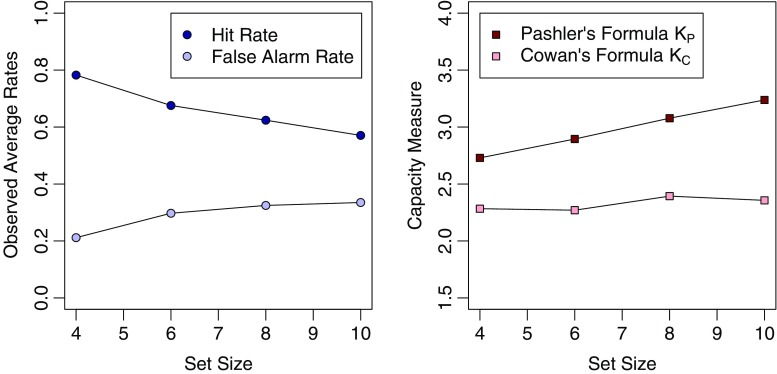 Hit Rate
False Alarm Rate
Observed Average Rates
1.0
0.8
0.6
0.4
0.2
0.0
4 5 6 7 8 9 10
Set Size
Pashler's Formula KP
Cowan's Formula KC
Capacity Measure
4.0
3.5
3.0
2.5
2.0
1.5
4 5 6 7 8 9 10
Set Size